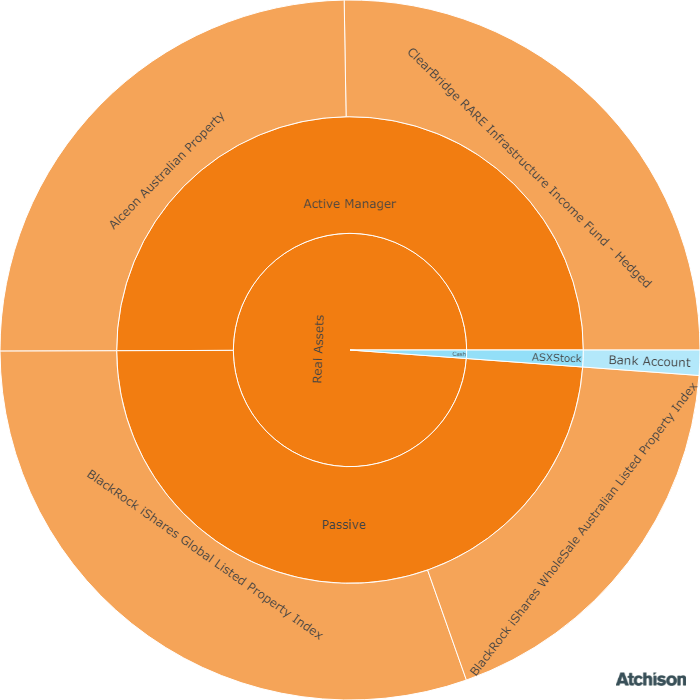 ClearBridge RARE Infrastructure Income Fund - Hedged
Alceon Australian Property
Active Manager
Real Assets
Cash
ASXStock
Bank Account
BlackRock iShares WholeSale Australian Listed Property Index
BlackRock iShares Global Listed Property Index
Passive
Atchison